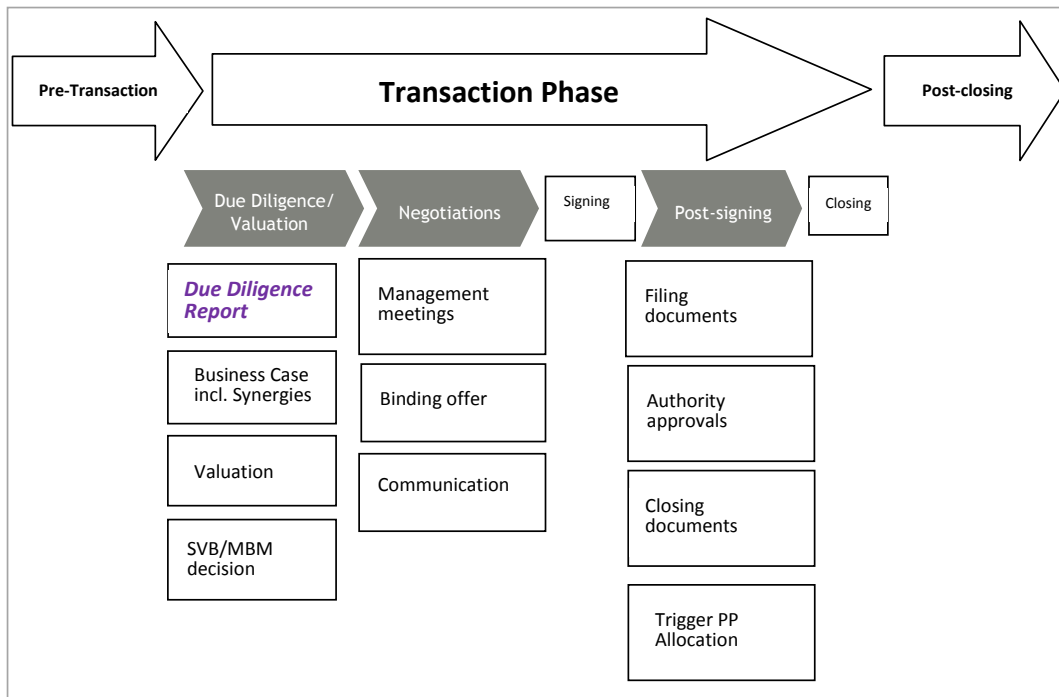 Pre-Transaction
Transaction Phase
Post-closing
Due Diligence/
Valuation
Negotiations
Signing
Post-signing
Closing
Due Diligence
Report
Business Case
incl. Synergies
Valuation
SVB/MBM
decision
Management
meetings
Binding offer
Communication
Filing
documents
Authority
approvals
Closing
documents
Trigger PP
Allocation